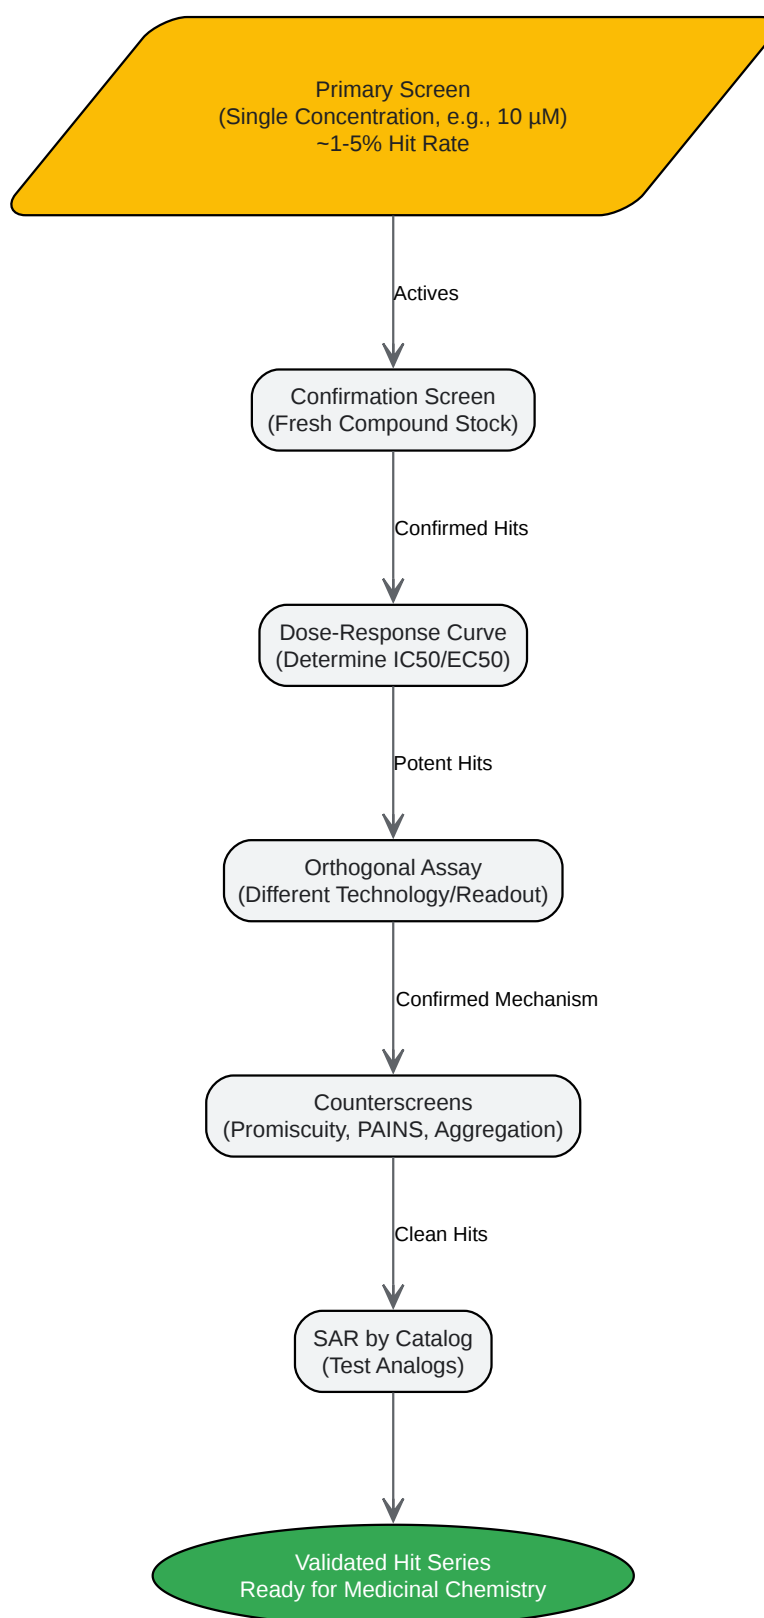 Primary Screen
(Single Concentration, e.g., 10 µM)
~1-5% Hit Rate
Actives
Confirmation Screen
(Fresh Compound Stock)
Confirmed Hits
Dose-Response Curve
(Determine IC50/EC50)
Potent Hits
Orthogonal Assay
(Different Technology/Readout)
Confirmed Mechanism
Counterscreens
(Promiscuity, PAINS, Aggregation)
Clean Hits
SAR by Catalog
(Test Analogs)
Validated Hit Series
Ready for Medicinal Chemistry